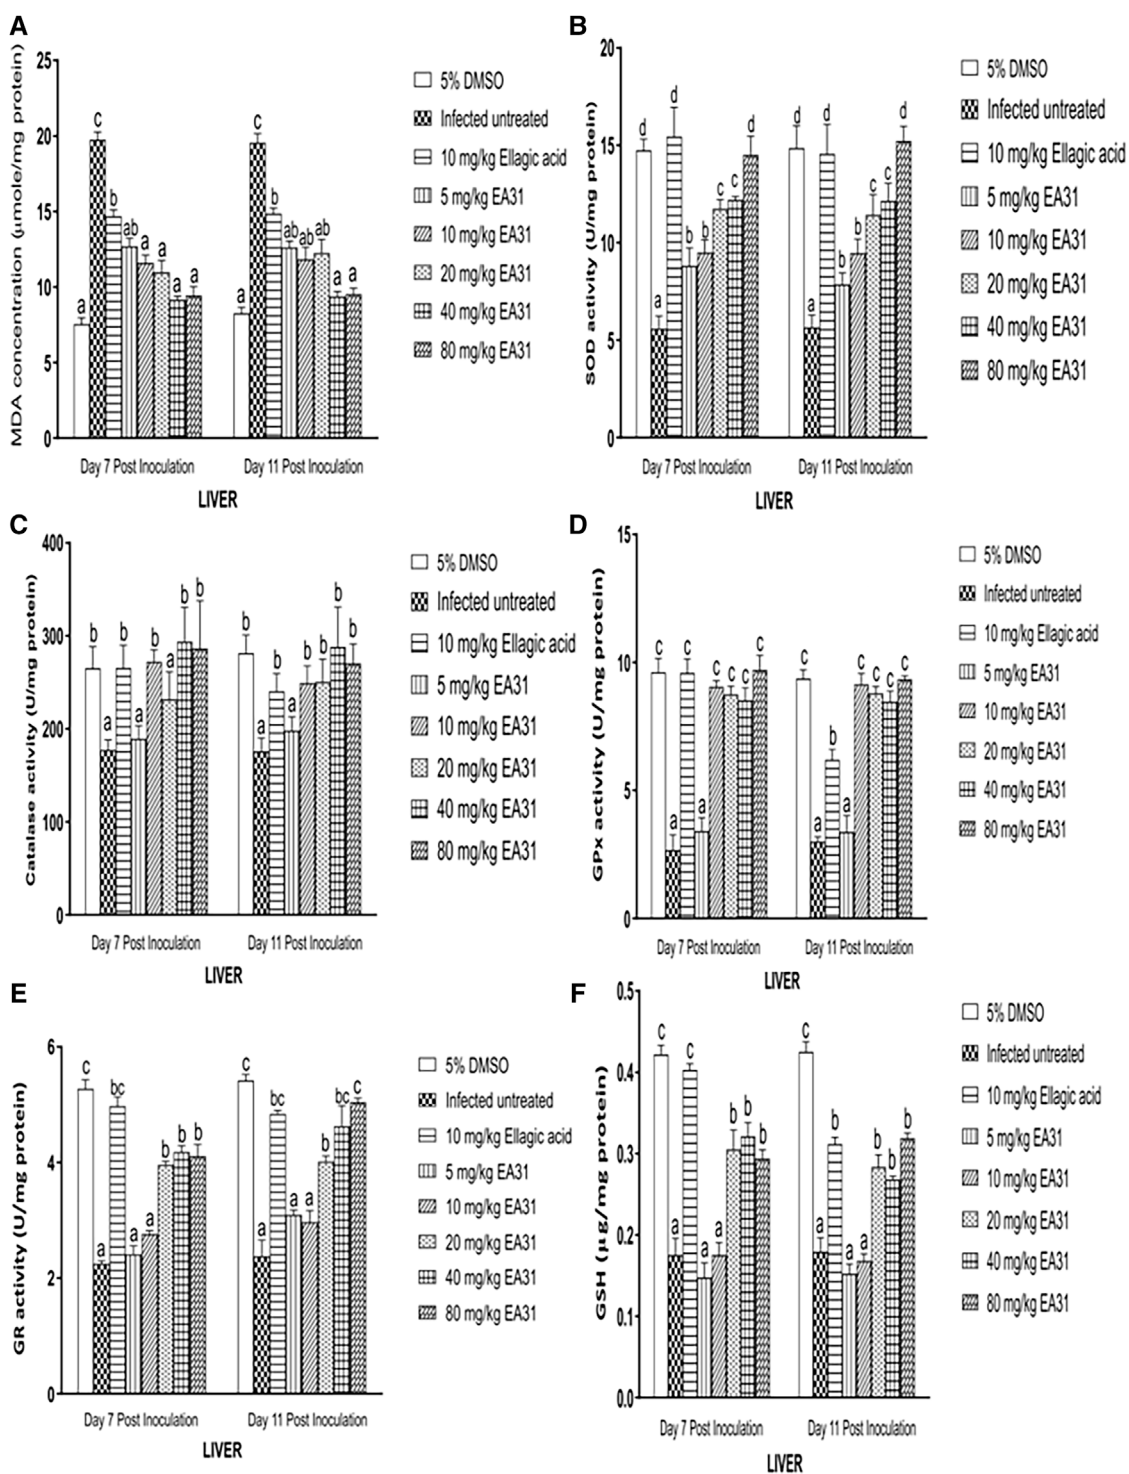 A
MDA concentration (µmole/mg protein)
25
20
15
10
5
0
a c b ab a a a a
a c b ab ab ab a a
Day 7 Post Inoculation
Day 11 Post Inoculation
LIVER
5% DMSO
Infected untreated
10 mg/kg Ellagic acid
5 mg/kg EA31
10 mg/kg EA31
20 mg/kg EA31
40 mg/kg EA31
80 mg/kg EA31
B
SOD activity (U/mg protein)
20
15
10
5
0
d a d b b c c d
d a d b b c c d
Day 7 Post Inoculation
Day 11 Post Inoculation
LIVER
5% DMSO
Infected untreated
10 mg/kg Ellagic acid
5 mg/kg EA31
10 mg/kg EA31
20 mg/kg EA31
40 mg/kg EA31
80 mg/kg EA31
C
Catalase activity (U/mg protein)
400
300
200
100
0
b a b a b a b b
b a b a b b b b
Day 7 Post Inoculation
Day 11 Post Inoculation
LIVER
5% DMSO
Infected untreated
10 mg/kg Ellagic acid
5 mg/kg EA31
10 mg/kg EA31
20 mg/kg EA31
40 mg/kg EA31
80 mg/kg EA31
D
GPx activity (U/mg protein)
15
10
5
0
c a c a c c c c
c a b a c c c c
Day 7 Post Inoculation
Day 11 Post Inoculation
LIVER
5% DMSO
Infected untreated
10 mg/kg Ellagic acid
5 mg/kg EA31
10 mg/kg EA31
20 mg/kg EA31
40 mg/kg EA31
80 mg/kg EA31
E
GR activity (U/mg protein)
6
4
2
0
c a bc a a b b b
c a bc a a b bc c
Day 7 Post Inoculation
Day 11 Post Inoculation
LIVER
5% DMSO
Infected untreated
10 mg/kg Ellagic acid
5 mg/kg EA31
10 mg/kg EA31
20 mg/kg EA31
40 mg/kg EA31
80 mg/kg EA31
F
GSH (µg/mg protein)
0.5
0.4
0.3
0.2
0.1
0.0
c a c a a b b b
c a b a a b b b
Day 7 Post Inoculation
Day 11 Post Inoculation
LIVER
5% DMSO
Infected untreated
10 mg/kg Ellagic acid
5 mg/kg EA31
10 mg/kg EA31
20 mg/kg EA31
40 mg/kg EA31
80 mg/kg EA31